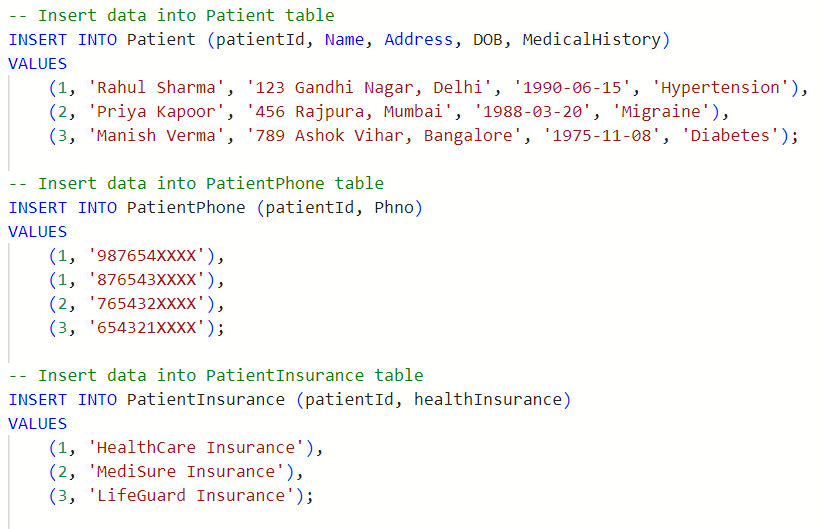 -- Insert data into Patient table
INSERT INTO Patient (patientId, Name, Address, DOB, MedicalHistory)
VALUES
    (1, 'Rahul Sharma', '123 Gandhi Nagar, Delhi', '1990-06-15', 'Hypertension'),
    (2, 'Priya Kapoor', '456 Rajpura, Mumbai', '1988-03-20', 'Migraine'),
    (3, 'Manish Verma', '789 Ashok Vihar, Bangalore', '1975-11-08', 'Diabetes');

-- Insert data into PatientPhone table
INSERT INTO PatientPhone (patientId, Phno)
VALUES
    (1, '987654XXXX'),
    (1, '876543XXXX'),
    (2, '765432XXXX'),
    (3, '654321XXXX');

-- Insert data into PatientInsurance table
INSERT INTO PatientInsurance (patientId, healthInsurance)
VALUES
    (1, 'HealthCare Insurance'),
    (2, 'MediSure Insurance'),
    (3, 'LifeGuard Insurance');